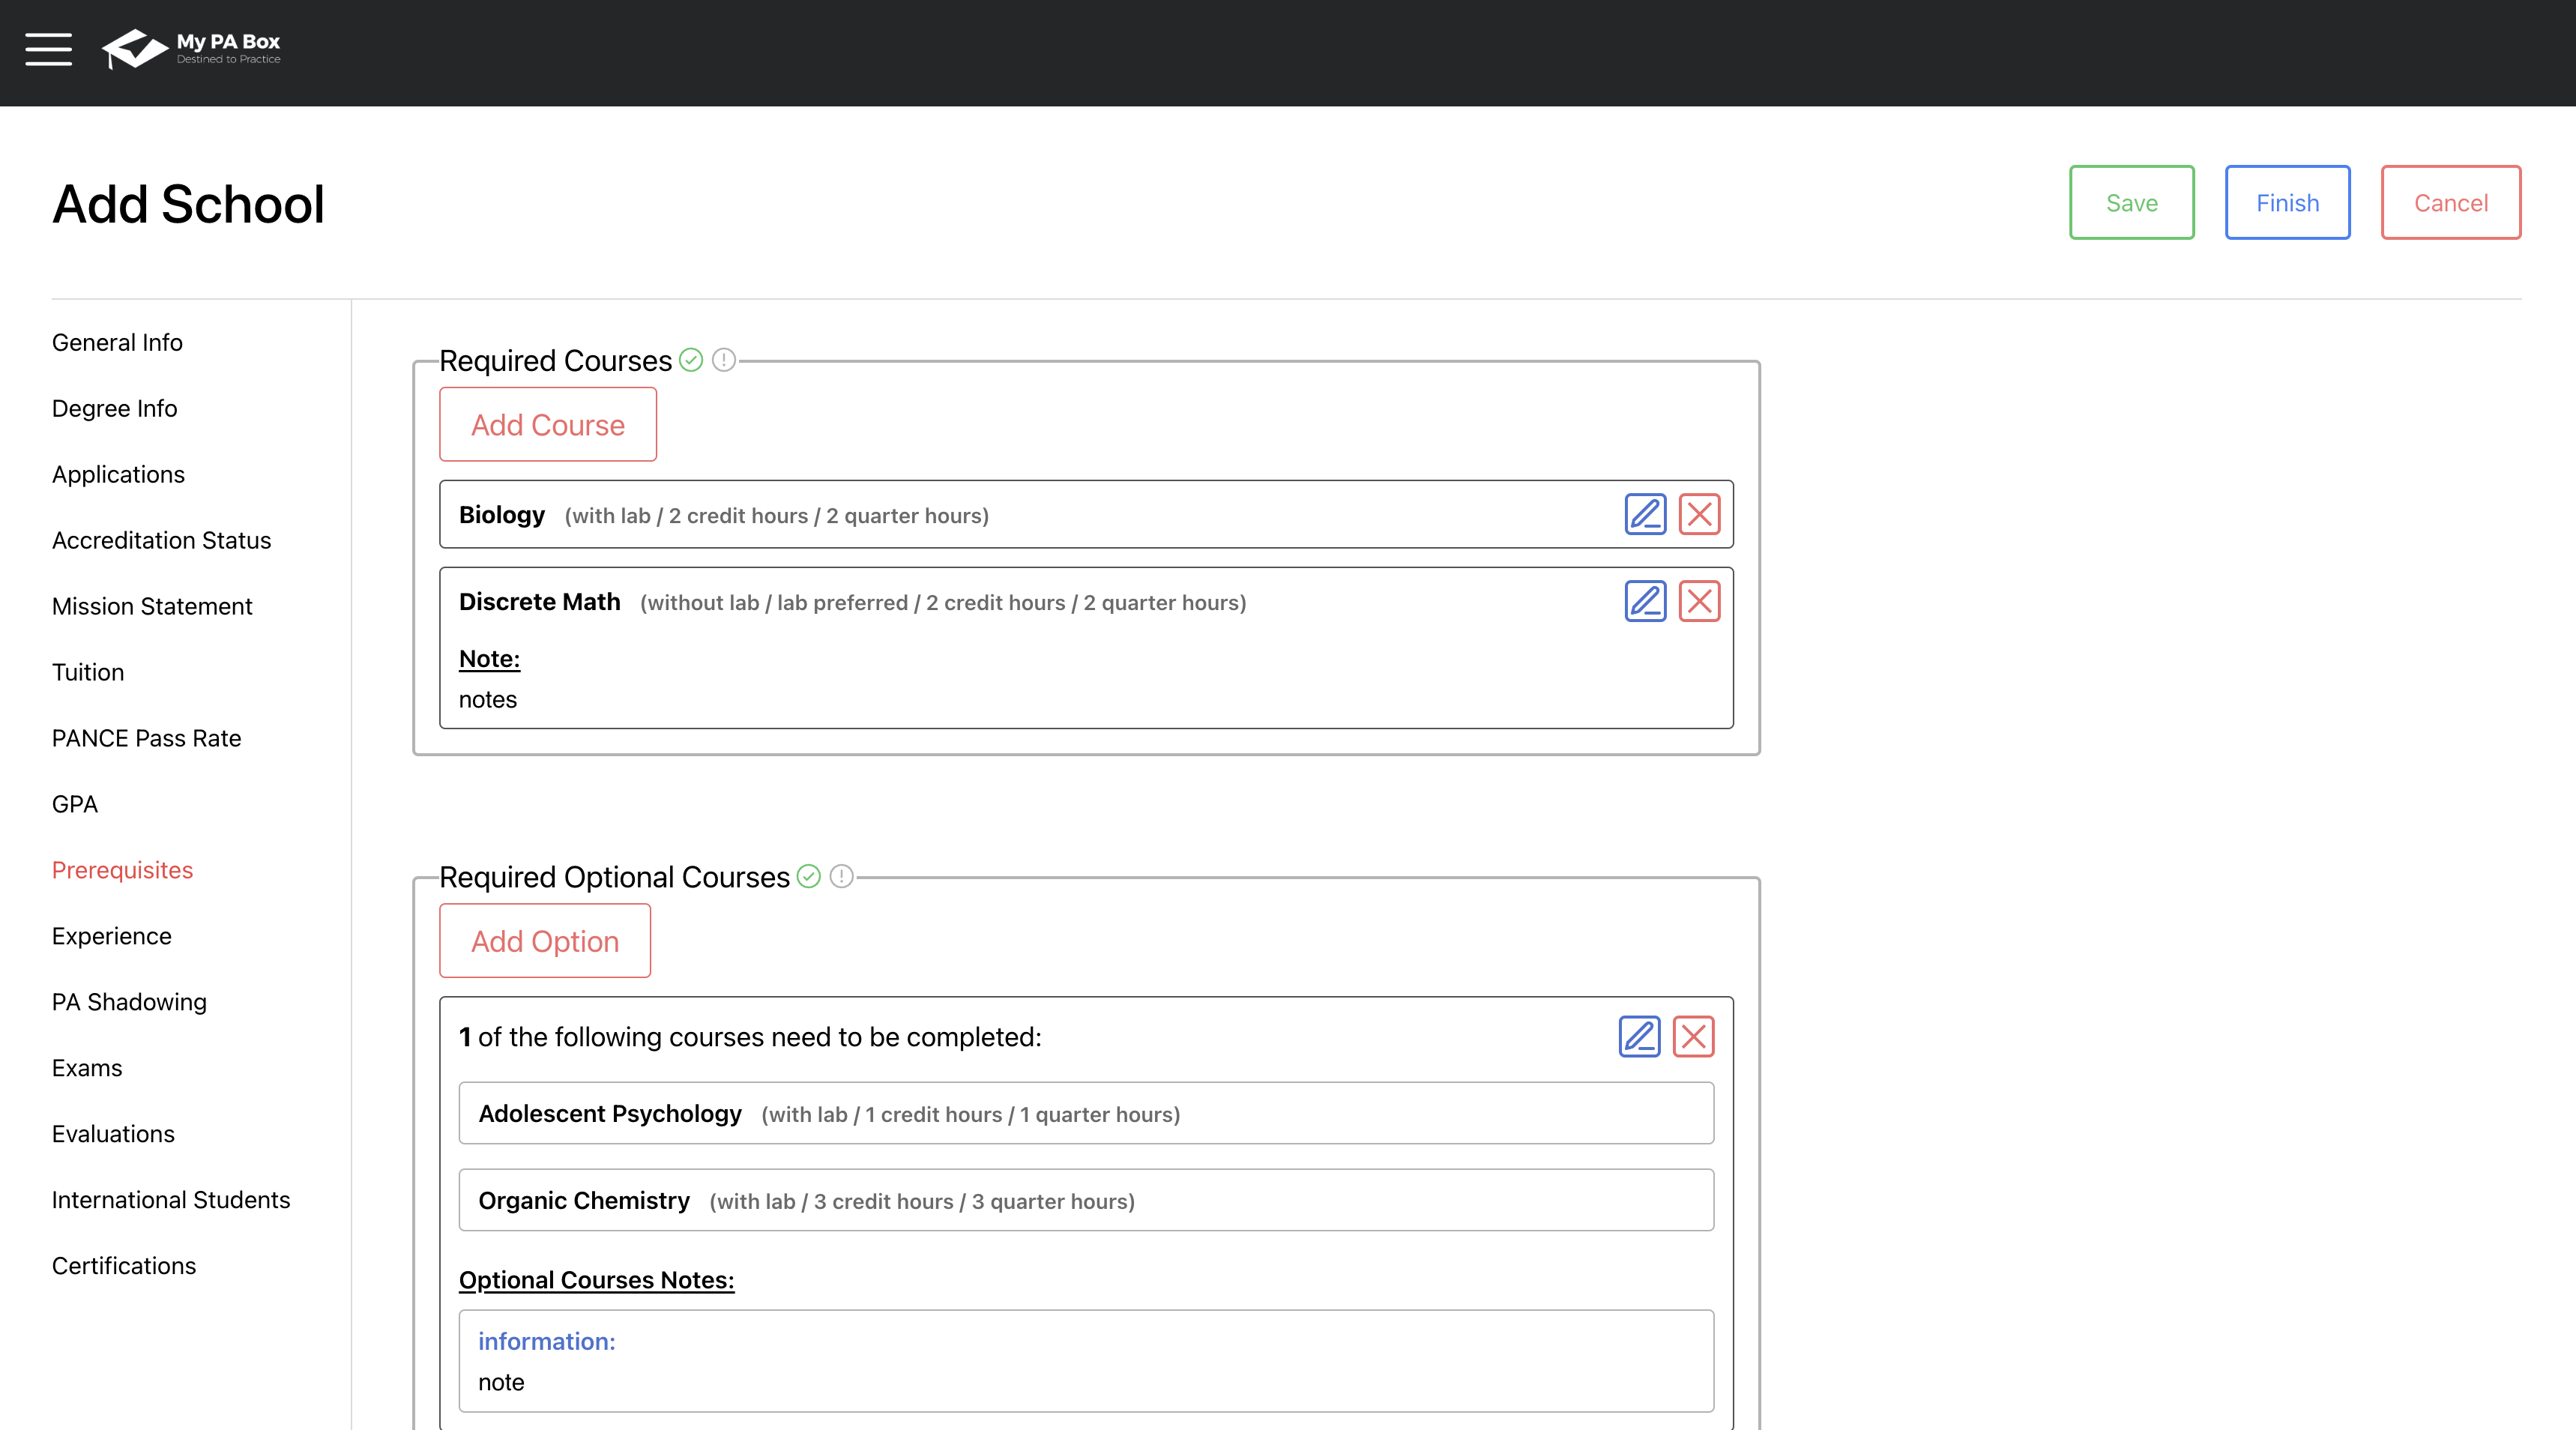 My PA Box
Destined to Practice
Add School
Save
Finish
Cancel
General Info
Degree Info
Applications
Accreditation Status
Mission Statement
Tuition
PANCE Pass Rate
GPA
Prerequisites
Experience
PA Shadowing
Exams
Evaluations
International Students
Certifications
Required Courses
Add Course
Biology (with lab / 2 credit hours / 2 quarter hours)
Discrete Math (without lab / lab preferred / 2 credit hours / 2 quarter hours)
Note:
notes
Required Optional Courses
Add Option
1 of the following courses need to be completed:
Adolescent Psychology (with lab / 1 credit hours / 1 quarter hours)
Organic Chemistry (with lab / 3 credit hours / 3 quarter hours)
Optional Courses Notes:
information:
note